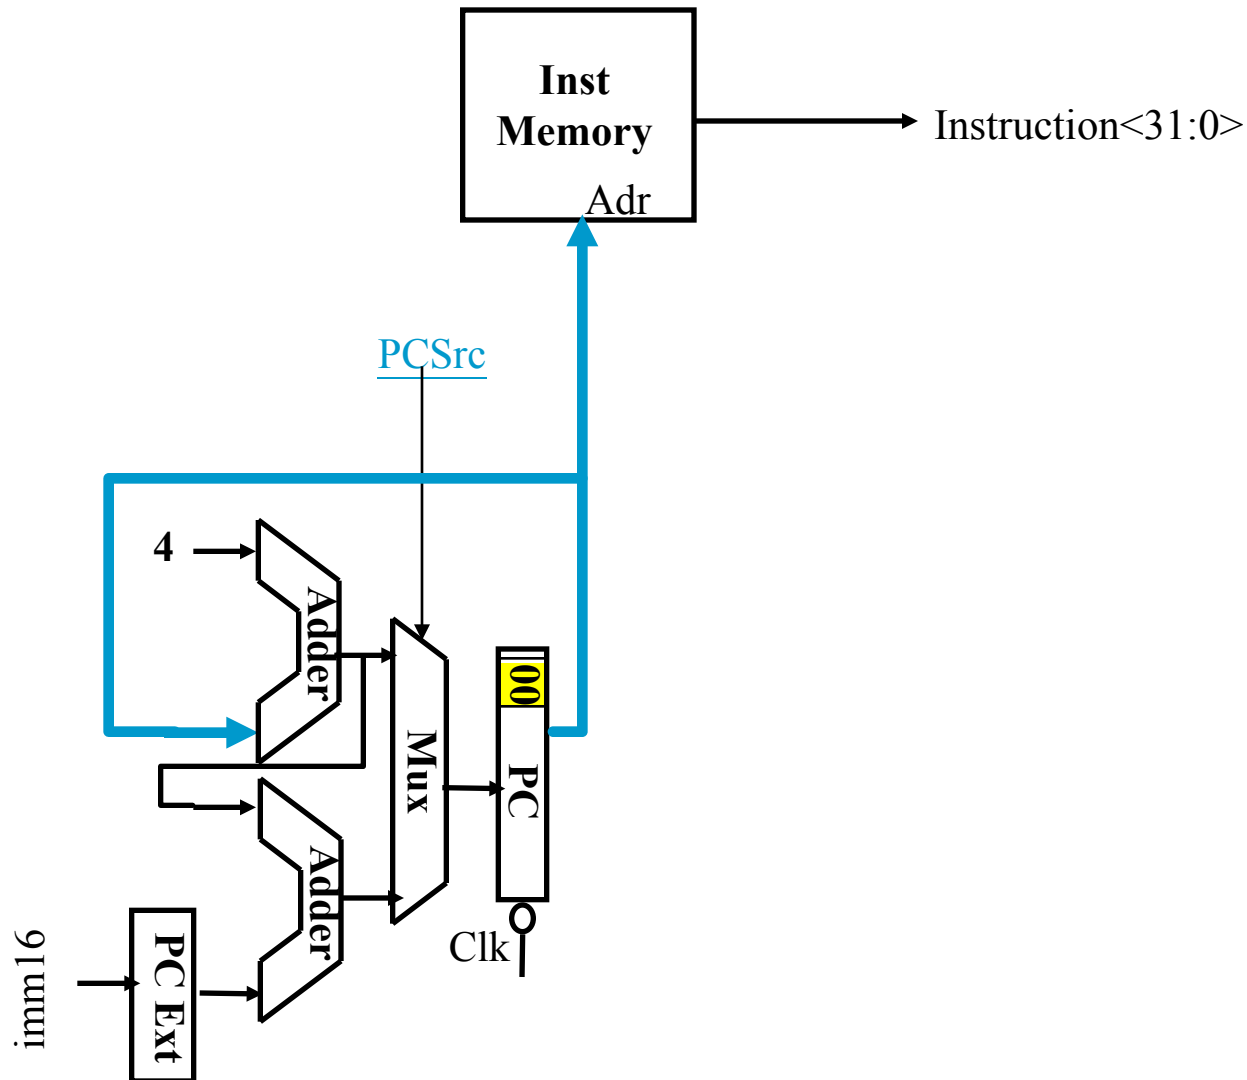 Inst
Memory
Adr
Instruction<31:0>
PCSrc
4
Adder
00
Mux
PC
Adder
Clk
imm16
PC Ext